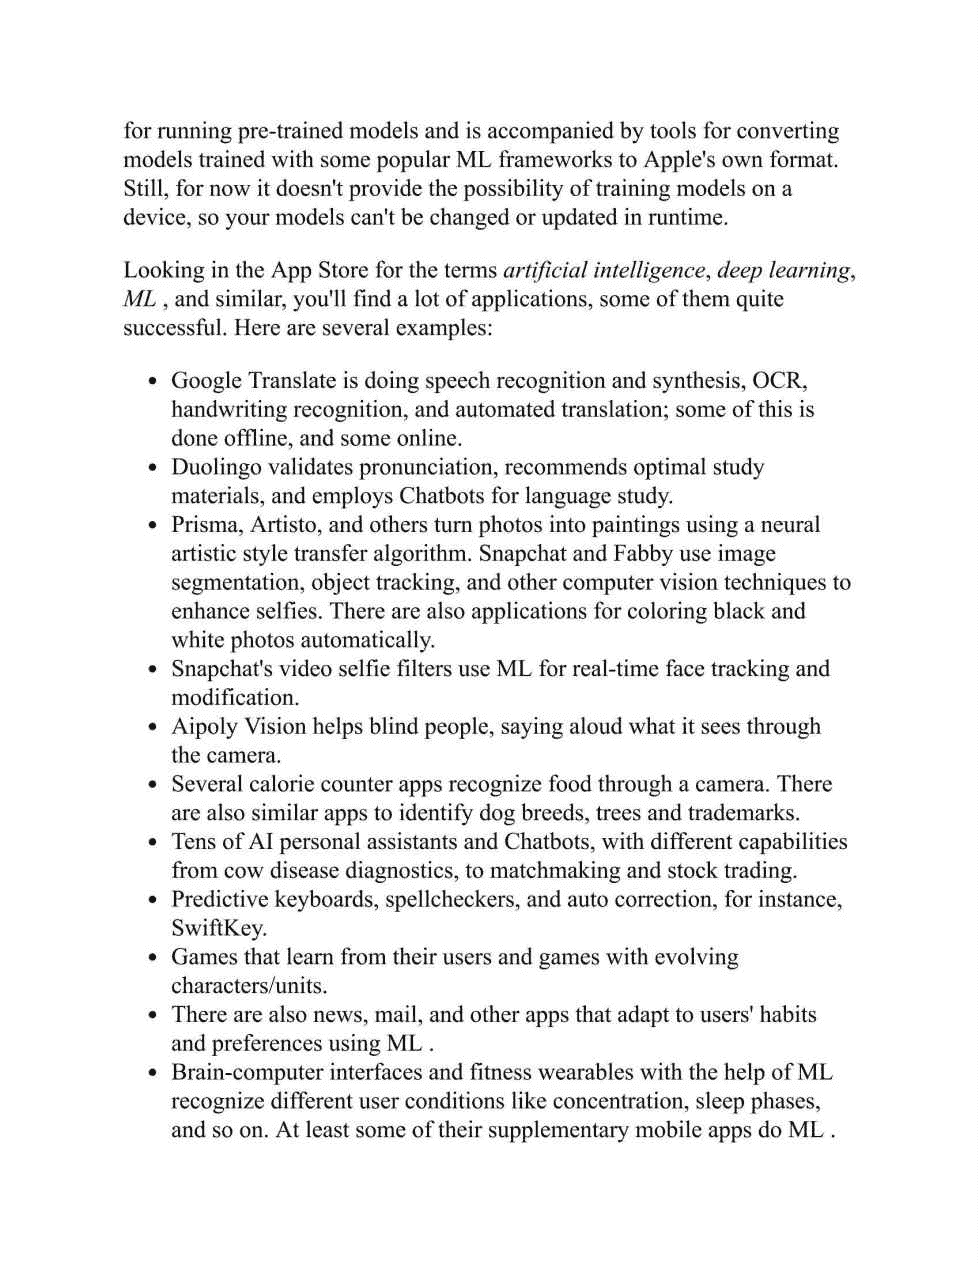 for running pre-trained models and is accompanied by tools for converting
models trained with some popular ML frameworks to Apple's own format.
Still, for now it doesn't provide the possibility of training models on a
device, so your models can't be changed or updated in runtime.
Looking in the App Store for the terms artificial intelligence, deep learning,
ML , and similar, you'll find a lot of applications, some of them quite
successful. Here are several examples:
• Google Translate is doing speech recognition and synthesis, OCR,
handwriting recognition, and automated translation; some of this is
done offline, and some online.
• Duolingo validates pronunciation, recommends optimal study
materials, and employs Chatbots for language study.
• Prisma, Artisto, and others turn photos into paintings using a neural
artistic style transfer algorithm. Snapchat and Fabby use image
segmentation, object tracking, and other computer vision techniques to
enhance selfies. There are also applications for coloring black and
white photos automatically.
• Snapchat's video selfie filters use ML for real-time face tracking and
modification.
• Aipoly Vision helps blind people, saying aloud what it sees through
the camera.
• Several calorie counter apps recognize food through a camera. There
are also similar apps to identify dog breeds, trees and trademarks.
• Tens of AI personal assistants and Chatbots, with different capabilities
from cow disease diagnostics, to matchmaking and stock trading.
• Predictive keyboards, spellcheckers, and auto correction, for instance,
SwiftKey.
• Games that learn from their users and games with evolving
characters/units.
• There are also news, mail, and other apps that adapt to users' habits
and preferences using ML .
• Brain-computer interfaces and fitness wearables with the help of ML
recognize different user conditions like concentration, sleep phases,
and so on. At least some of their supplementary mobile apps do ML .